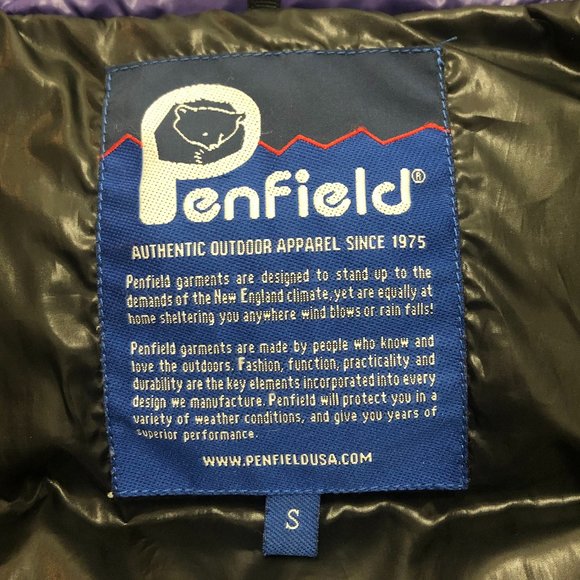 Penfield®
AUTHENTIC OUTDOOR APPAREL SINCE 1975
Penfield garments are designed to stand up to the
demands of the New England climate, yet are equally at
home sheltering you anywhere wind blows or rain falls!
Penfield garments are made by people who know and
love the outdoors. Fashion, function, practicality and
durability are the key elements incorporated into every
design we manufacture. Penfield will protect you in a
variety of weather conditions, and give you years of
superior performance.
WWW.PENFIELDUSA.COM
S